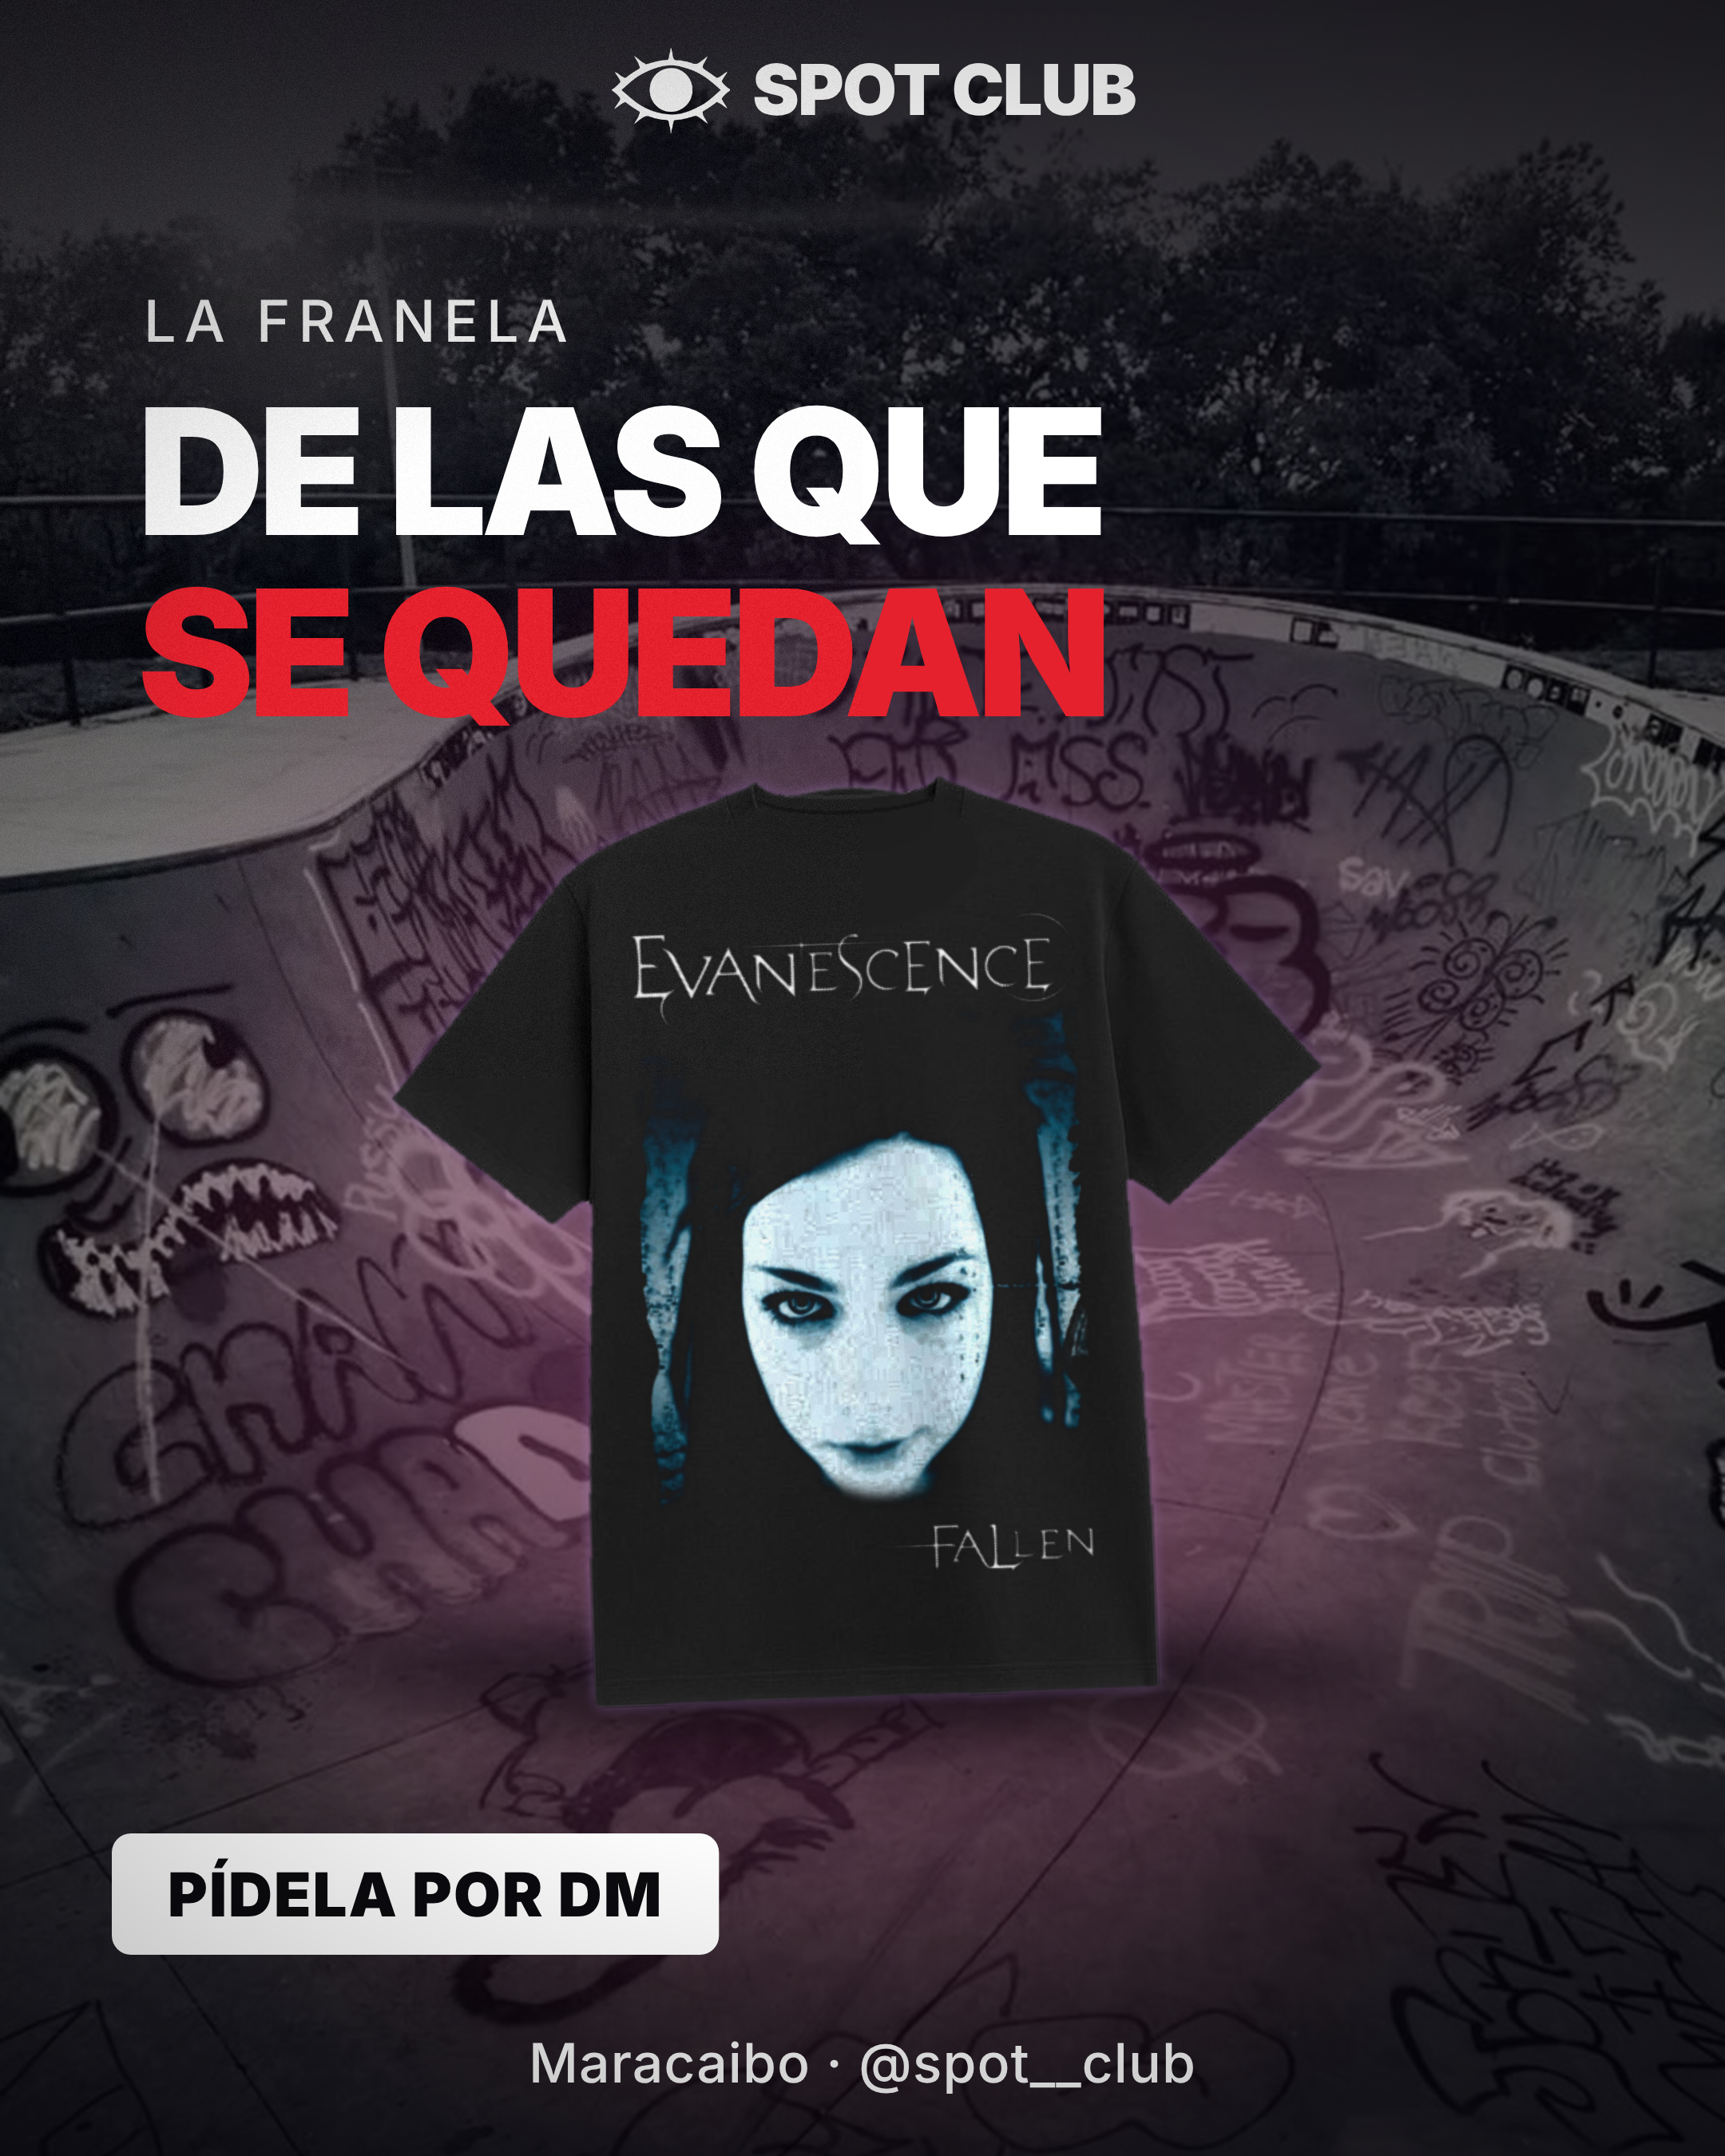 SPOT CLUB
LA FRANELA
DE LAS QUE
SE QUEDAN
EVANESCENCE
FALLEN
PÍDELA POR DM
Maracaibo · @spot__club